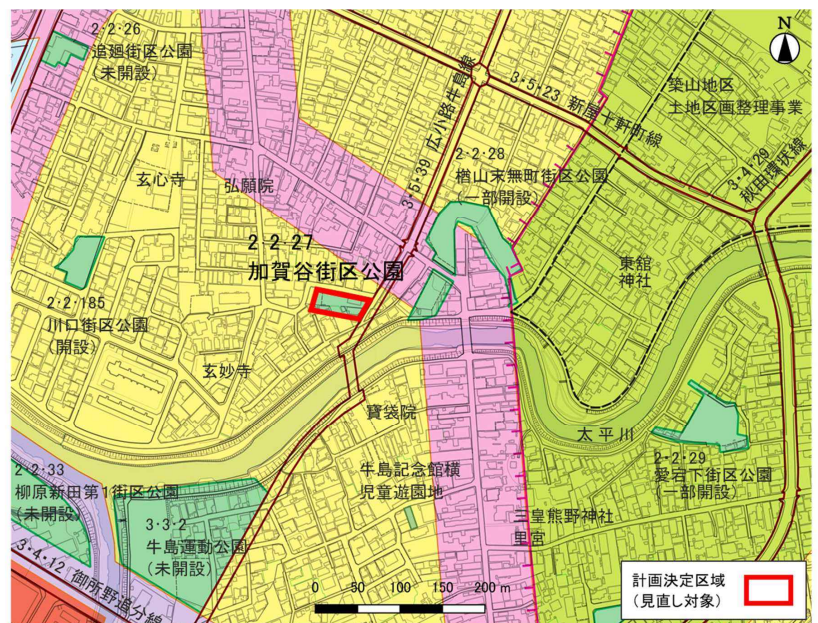 2・2・26
追廻街区公園
(未開設)
N
3・5・39 広小路牛島線
3・5・23 新屋十軒町線
築山地区
土地区画整理事業
3・4・29
秋田環状線
玄心寺
弘願院
2・2・28
楢山末無町街区公園
(一部開設)
2・2・27
加賀谷街区公園
東舘
神社
2・2・185
川口街区公園
(開設)
玄妙寺
寶袋院
太平川
2・2・29
愛宕下街区公園
(一部開設)
2・2・33
柳原新田第1街区公園
(未開設)
牛島記念館横
児童遊園地
3・3・2
牛島運動公園
(未開設)
三皇熊野神社
里宮
3・4・12 御所野追分線
0 50 100 150 200 m
計画決定区域
(見直し対象)